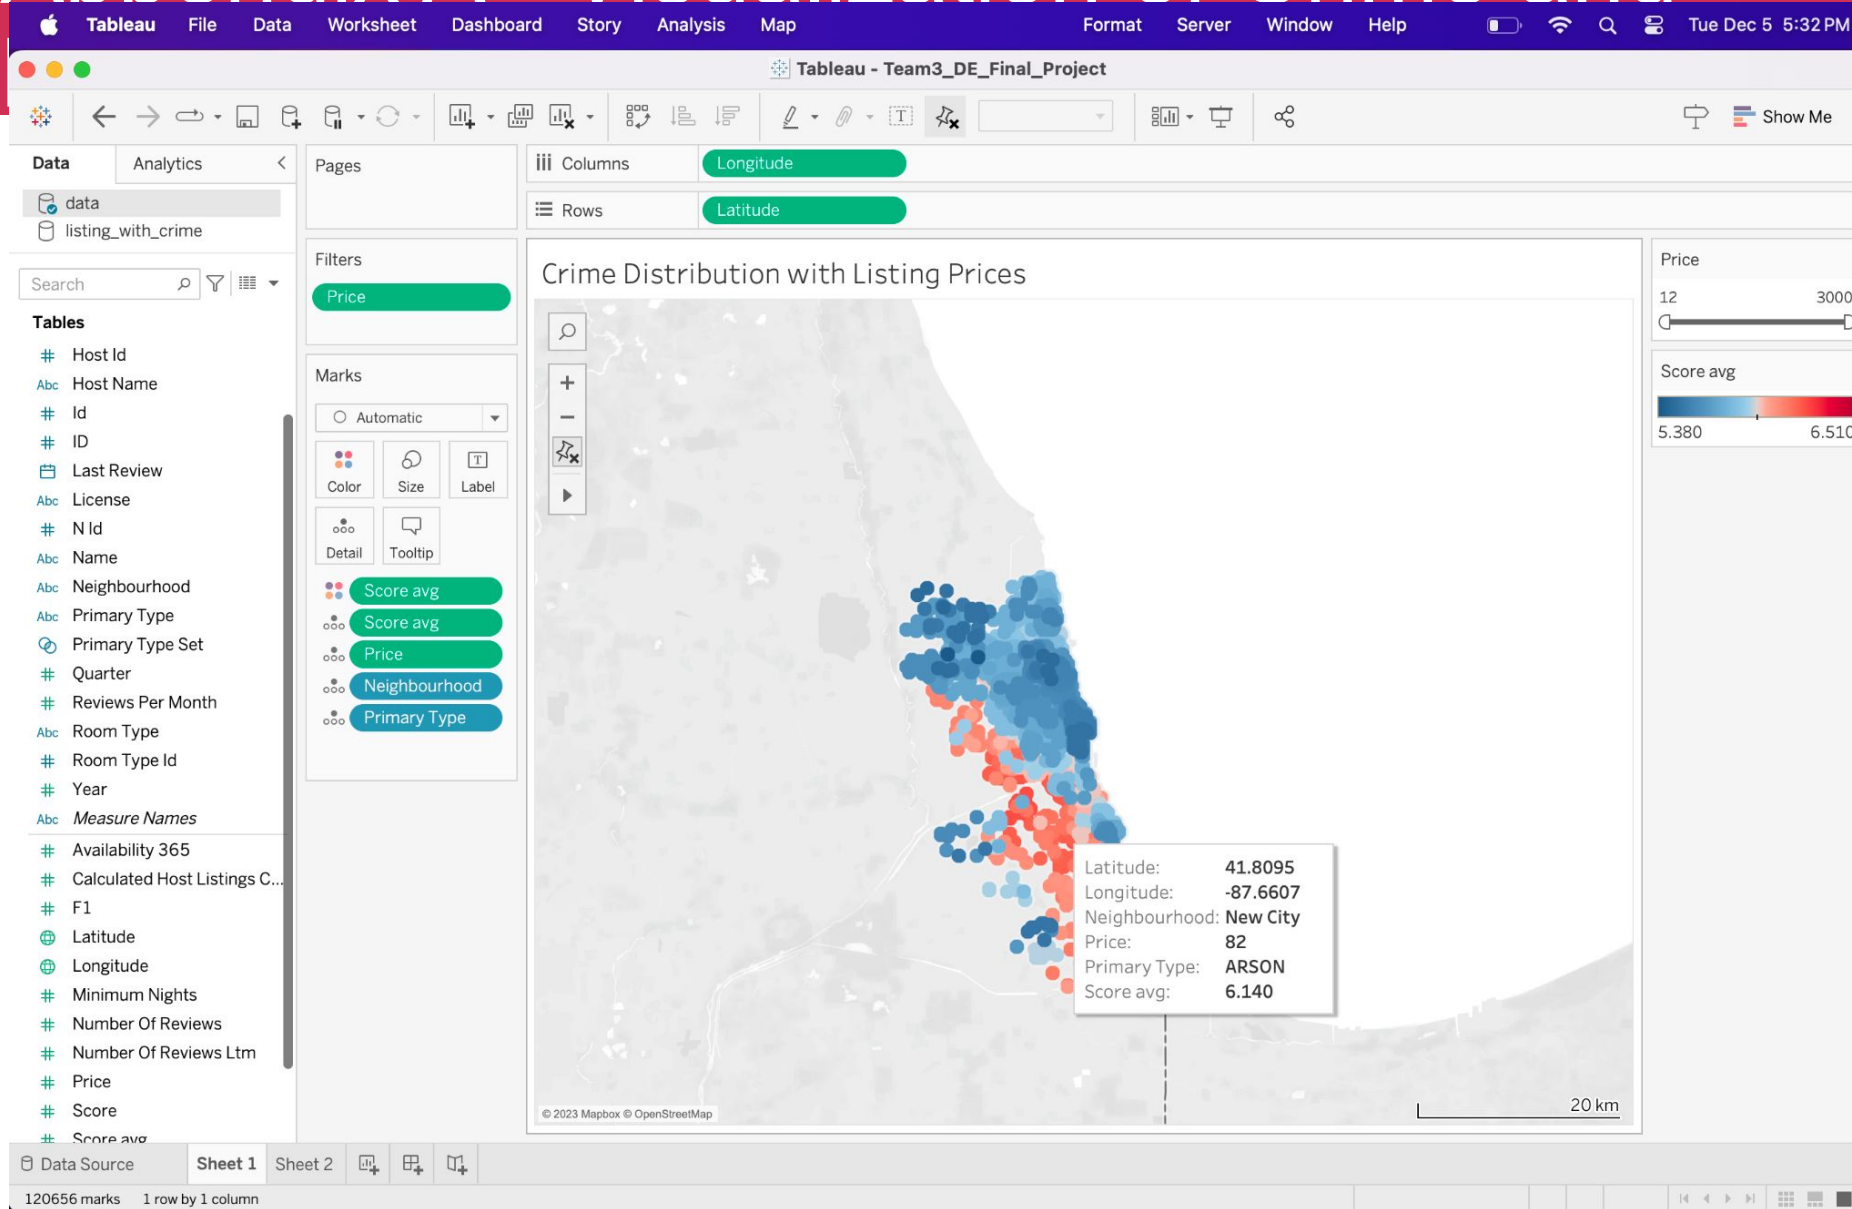 Tableau File Data Worksheet Dashboard Story Analysis Map Format Server Window Help Tue Dec 5 5:32 PM
Tableau - Team3_DE_Final_Project
Show Me
Data Analytics
data
listing_with_crime
Search
Tables
# Host Id
Abc Host Name
# Id
# ID
Last Review
Abc License
# N Id
Abc Name
Abc Neighbourhood
Abc Primary Type
Primary Type Set
# Quarter
# Reviews Per Month
Abc Room Type
# Room Type Id
# Year
Abc Measure Names
# Availability 365
# Calculated Host Listings C...
# F1
Latitude
Longitude
# Minimum Nights
# Number Of Reviews
# Number Of Reviews Ltm
# Price
# Score
# Score avg
Pages
Filters
Price
Marks
Automatic
Color Size Label
Detail Tooltip
Score avg
Score avg
Price
Neighbourhood
Primary Type
Columns Longitude
Rows Latitude
Crime Distribution with Listing Prices
Latitude: 41.8095
Longitude: -87.6607
Neighbourhood: New City
Price: 82
Primary Type: ARSON
Score avg: 6.140
© 2023 Mapbox © OpenStreetMap
20 km
Price
12 3000
Score avg
5.380 6.510
Data Source Sheet 1 Sheet 2
120656 marks 1 row by 1 column